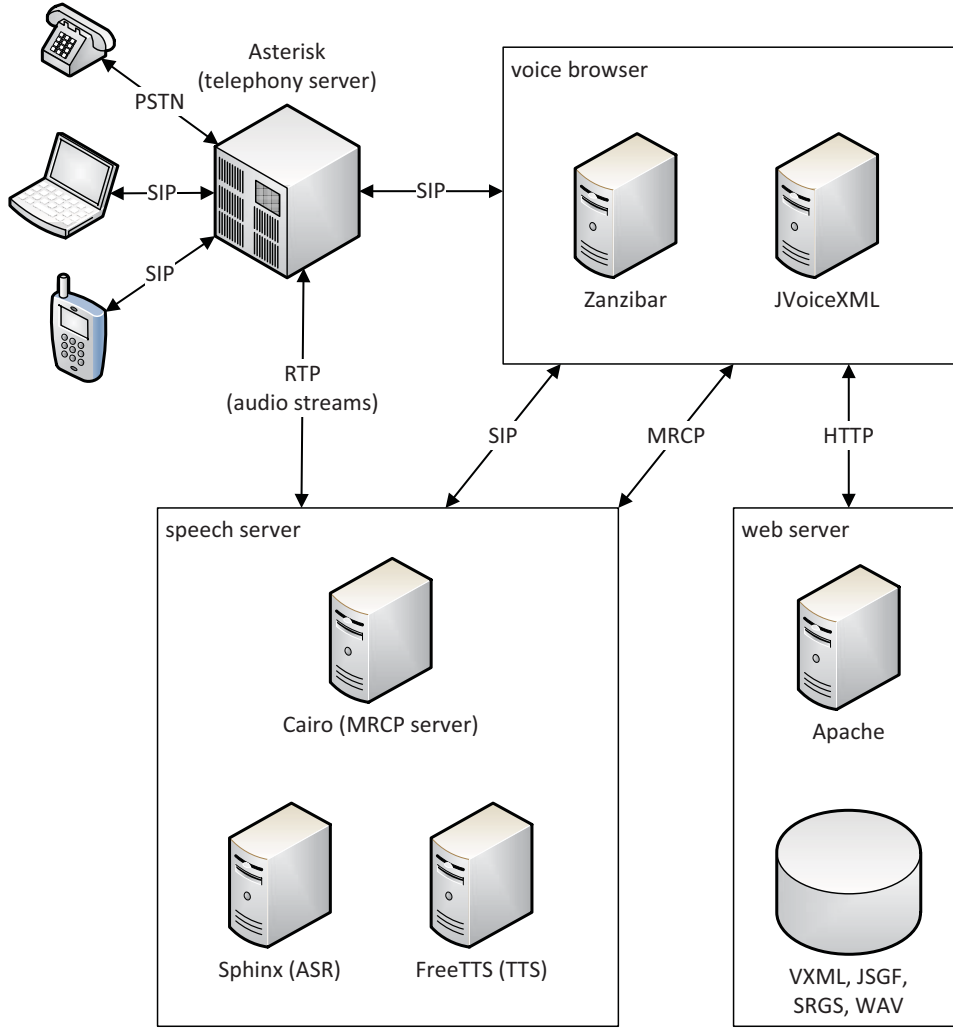 Asterisk
(telephony server)
voice browser
PSTN
SIP
SIP
SIP
Zanzibar
JVoiceXML
RTP
(audio streams)
SIP
MRCP
HTTP
speech server
web server
Cairo (MRCP server)
Apache
Sphinx (ASR)
FreeTTS (TTS)
VXML, JSGF,
SRGS, WAV